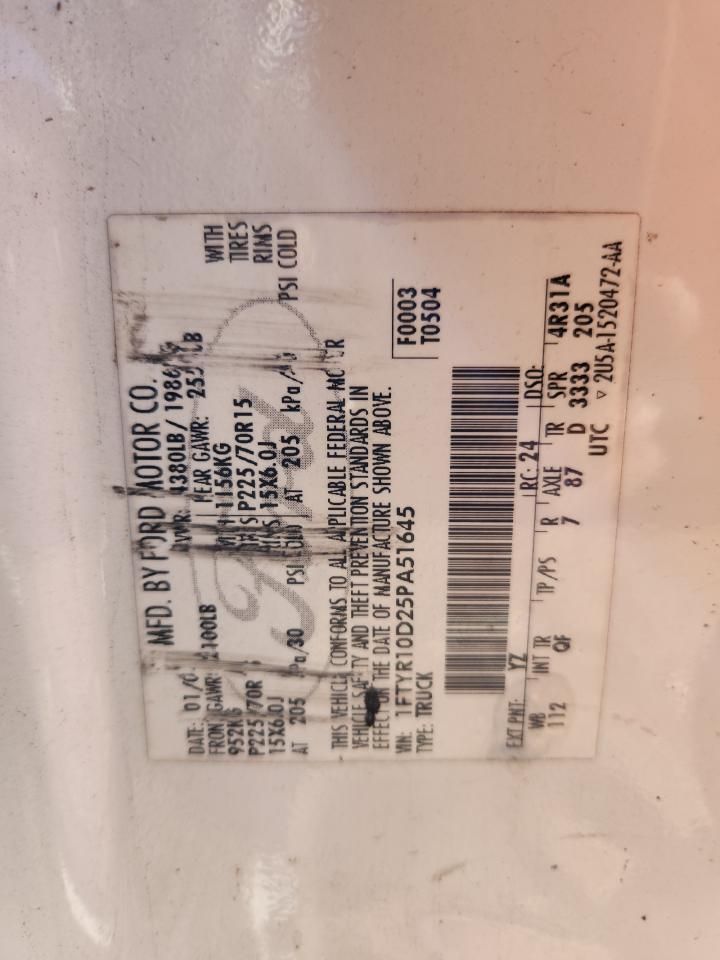 MFD. BY FORD MOTOR CO.
DATE: 01/0 GVWR: 4380LB/ 1986KG
FRONT GAWR: 2100LB REAR GAWR: LB WITH
952KG 1156KG TIRES
P225/70R P225/70R15 RIMS
15X6.0J 15X6.0J
AT 205 kPa/30 PSI COLD AT 205 kPa/ PSI COLD
THIS VEHICLE CONFORMS TO ALL APPLICABLE FEDERAL MOTOR
VEHICLE SAFETY AND THEFT PREVENTION STANDARDS IN
EFFECT ON THE DATE OF MANUFACTURE SHOWN ABOVE.
VIN: 1FTYR10D25PA51645 F0003
TYPE: TRUCK T0504
EXT PNT: YZ RC: 24 DSO:
WB INT TR TP/PS R AXLE TR SPR 4R31A
112 QF 7 87 D 3333 205
UTC ▽ 2U5A-1520472-AA